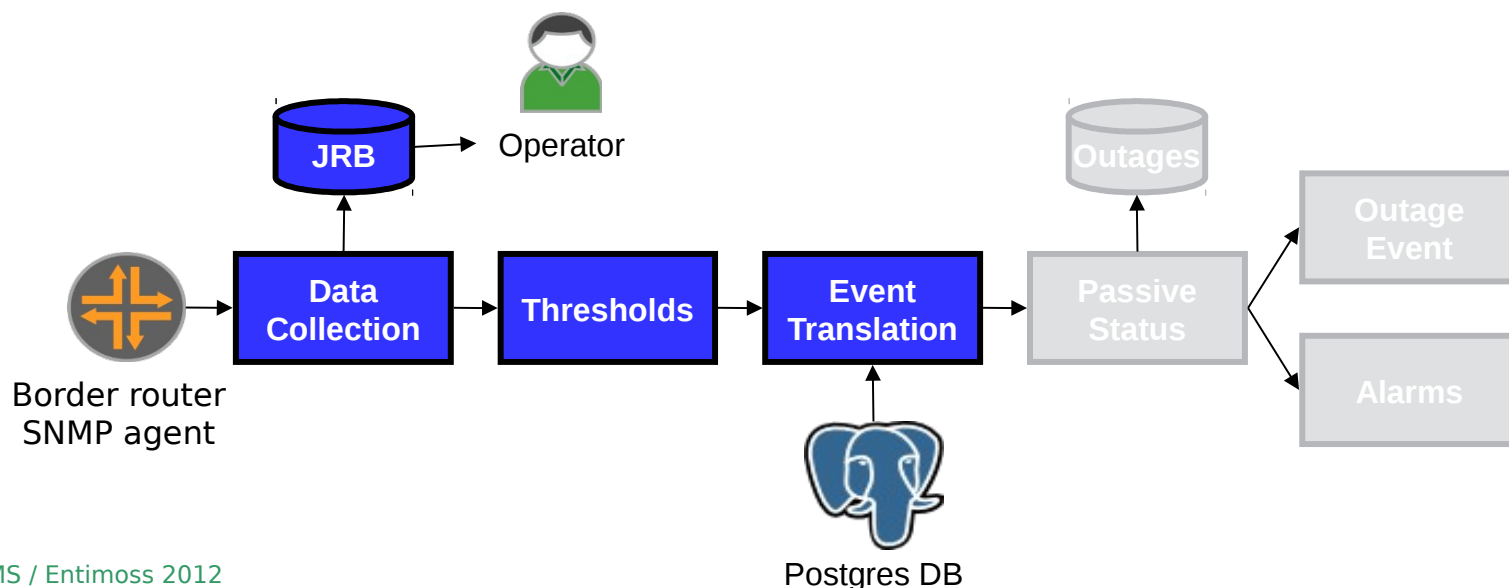 Operator
JRB
Outages
Outage
Event
Data
Collection
Thresholds
Event
Translation
Passive
Status
Alarms
Border router
SNMP agent
Postgres DB
MS / Entimoss 2012